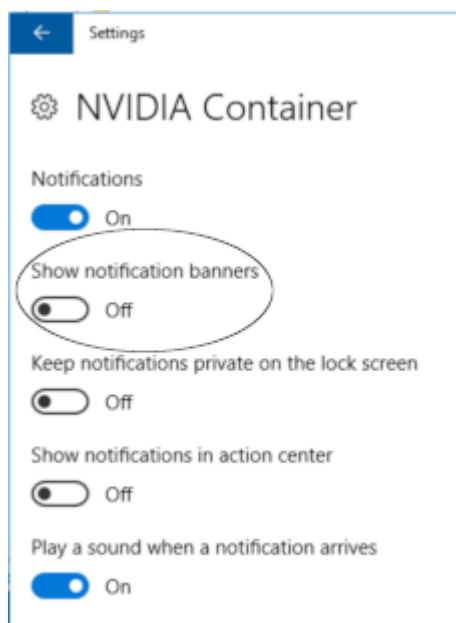 Settings
NVIDIA Container
Notifications
On
Show notification banners
Off
Keep notifications private on the lock screen
Off
Show notifications in action center
Off
Play a sound when a notification arrives
On